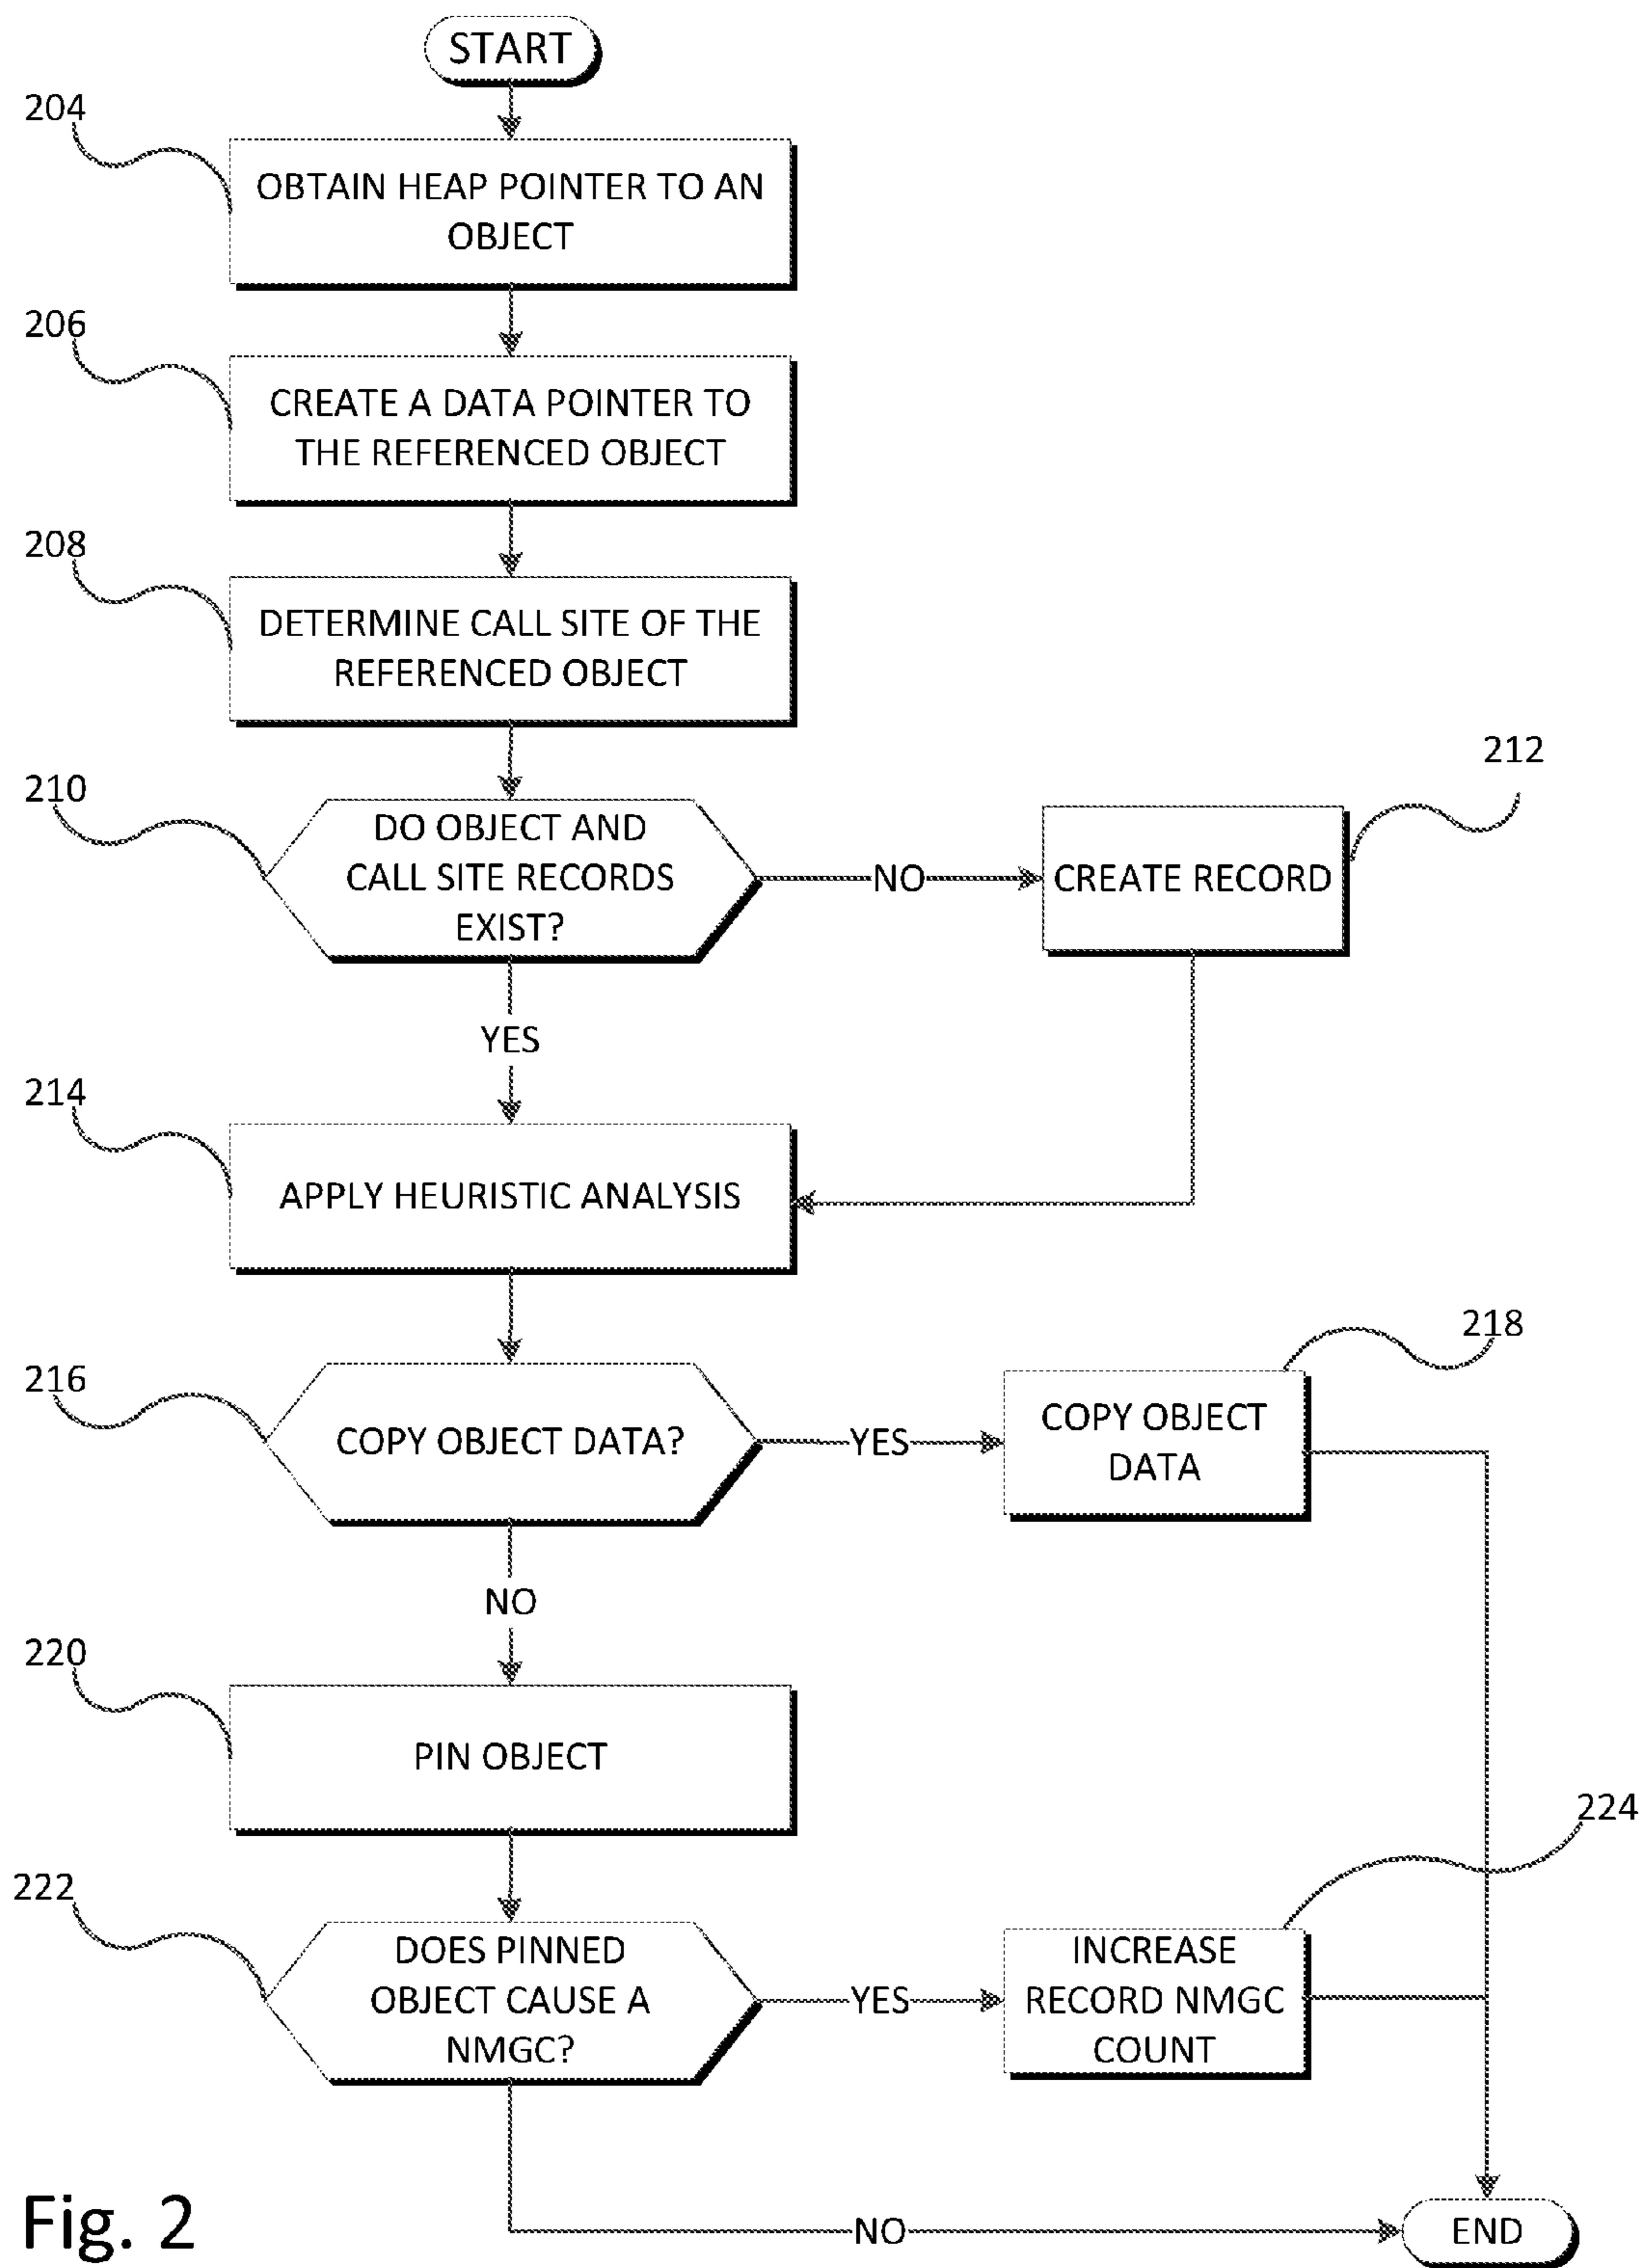 START
204
OBTAIN HEAP POINTER TO AN
OBJECT
206
CREATE A DATA POINTER TO
THE REFERENCED OBJECT
208
DETERMINE CALL SITE OF THE
REFERENCED OBJECT
210
DO OBJECT AND
CALL SITE RECORDS
EXIST?
NO
212
CREATE RECORD
YES
214
APPLY HEURISTIC ANALYSIS
216
COPY OBJECT DATA?
YES
218
COPY OBJECT
DATA
NO
220
PIN OBJECT
222
DOES PINNED
OBJECT CAUSE A
NMGC?
YES
224
INCREASE
RECORD NMGC
COUNT
NO
END
Fig. 2